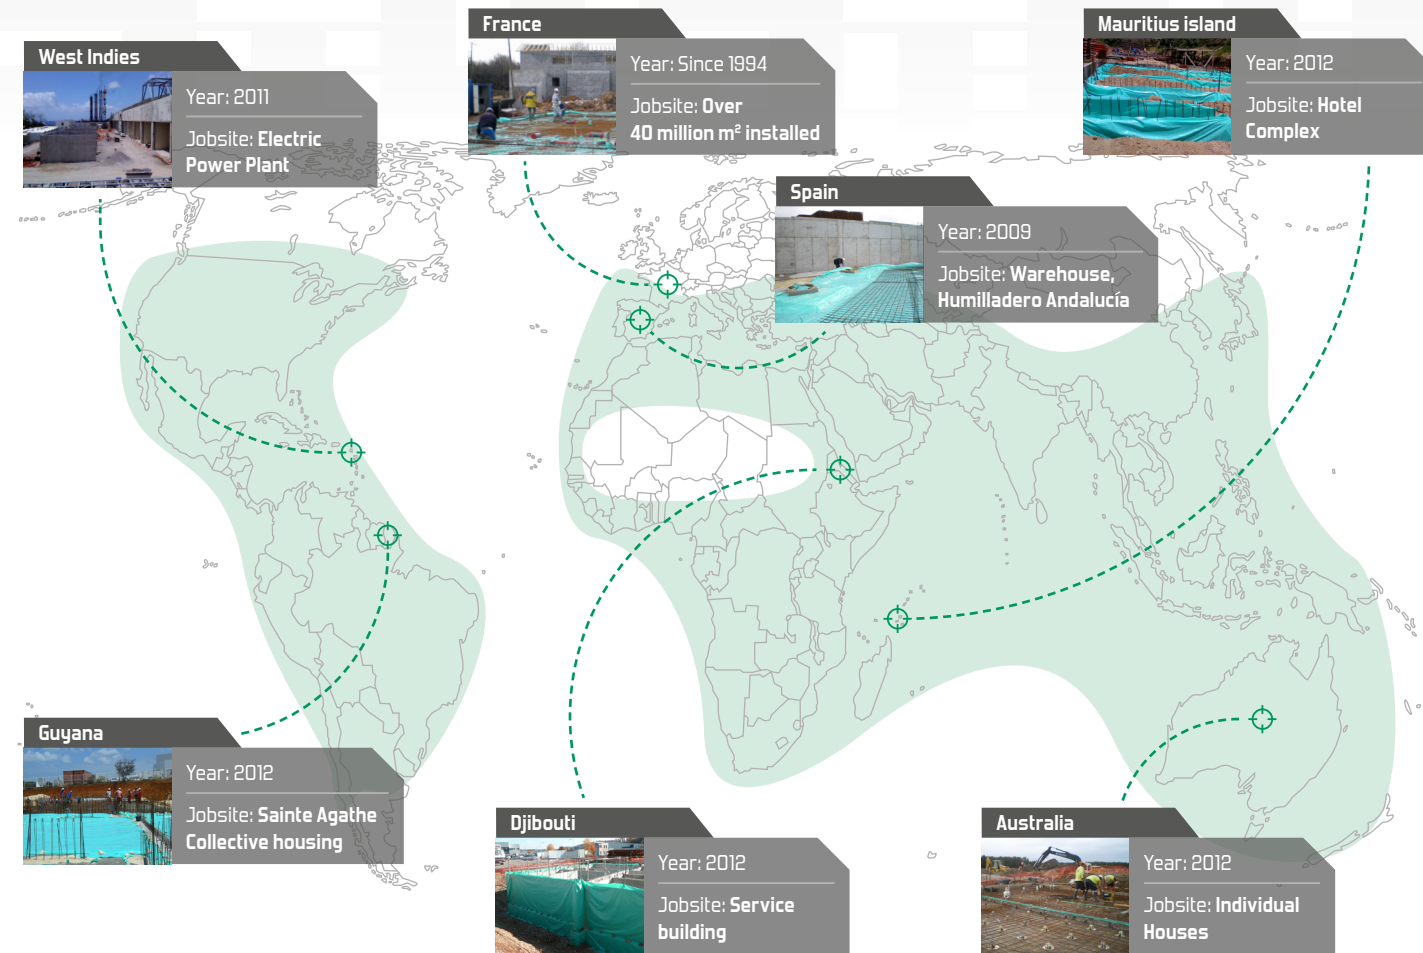 West Indies
Year: 2011
Jobsite: Electric
Power Plant
France
Year: Since 1994
Jobsite: Over
40 million m² installed
Mauritius island
Year: 2012
Jobsite: Hotel
Complex
Spain
Year: 2009
Jobsite: Warehouse,
Humilladero Andalucía
Guyana
Year: 2012
Jobsite: Sainte Agathe
Collective housing
Djibouti
Year: 2012
Jobsite: Service
building
Australia
Year: 2012
Jobsite: Individual
Houses